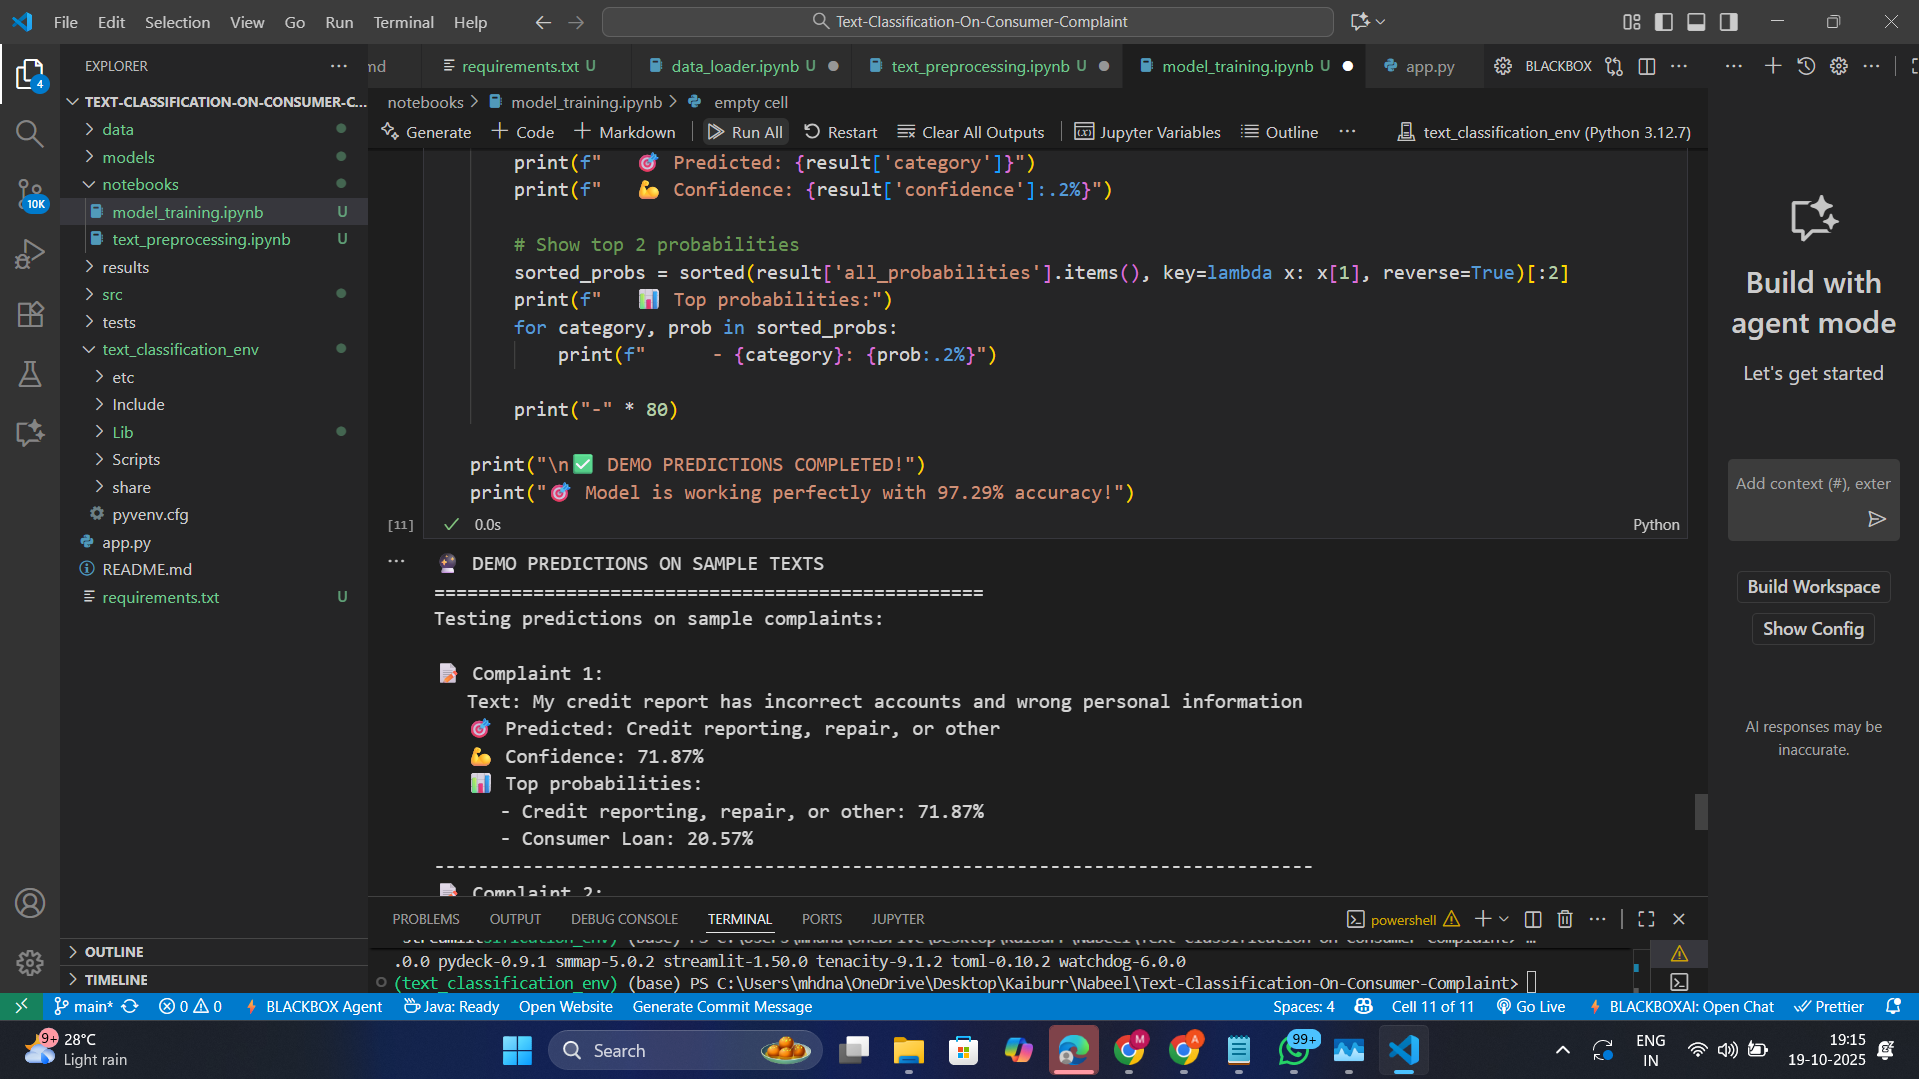 File Edit Selection View Go Run Terminal Help
Text-Classification-On-Consumer-Complaint
EXPLORER
TEXT-CLASSIFICATION-ON-CONSUMER-C...
data
models
notebooks
model_training.ipynb U
text_preprocessing.ipynb U
results
src
tests
text_classification_env
etc
Include
Lib
Scripts
share
pyvenv.cfg
app.py
README.md
requirements.txt U
OUTLINE
TIMELINE
4
10K
md
requirements.txt U
data_loader.ipynb U
text_preprocessing.ipynb U
model_training.ipynb U
app.py
BLACKBOX
notebooks > model_training.ipynb > empty cell
Generate + Code + Markdown Run All Restart Clear All Outputs Jupyter Variables Outline ... text_classification_env (Python 3.12.7)
print(f"   🎯 Predicted: {result['category']}")
print(f"   💪 Confidence: {result['confidence']:.2%}")
# Show top 2 probabilities
sorted_probs = sorted(result['all_probabilities'].items(), key=lambda x: x[1], reverse=True)[:2]
print(f"   📊 Top probabilities:")
for category, prob in sorted_probs:
print(f"      - {category}: {prob:.2%}")
print("-" * 80)
print("\n✅ DEMO PREDICTIONS COMPLETED!")
print("🎯 Model is working perfectly with 97.29% accuracy!")
[11] ✓ 0.0s Python
🔮 DEMO PREDICTIONS ON SAMPLE TEXTS
==================================================
Testing predictions on sample complaints:
📝 Complaint 1:
Text: My credit report has incorrect accounts and wrong personal information
🎯 Predicted: Credit reporting, repair, or other
💪 Confidence: 71.87%
📊 Top probabilities:
- Credit reporting, repair, or other: 71.87%
- Consumer Loan: 20.57%
--------------------------------------------------------------------------------
📝 Complaint 2:
PROBLEMS OUTPUT DEBUG CONSOLE TERMINAL PORTS JUPYTER
powershell
.0.0 pydeck-0.9.1 smmap-5.0.2 streamlit-1.50.0 tenacity-9.1.2 toml-0.10.2 watchdog-6.0.0
(text_classification_env) (base) PS C:\Users\mhdna\OneDrive\Desktop\Kaiburr\Nabeel\Text-Classification-On-Consumer-Complaint>
Build with
agent mode
Let's get started
Add context (#), exter
Build Workspace
Show Config
AI responses may be
inaccurate.
main* 0 0 BLACKBOX Agent Java: Ready Open Website Generate Commit Message Spaces: 4 Cell 11 of 11 Go Live BLACKBOXAI: Open Chat Prettier
9+
28°C
Light rain
Search
M
A
99+
ENG
IN
19:15
19-10-2025